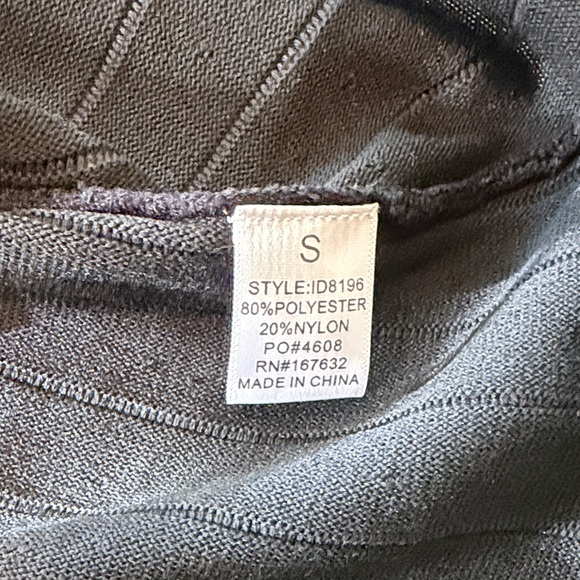 S
STYLE:ID8196
80%POLYESTER
20%NYLON
PO#4608
RN#167632
MADE IN CHINA